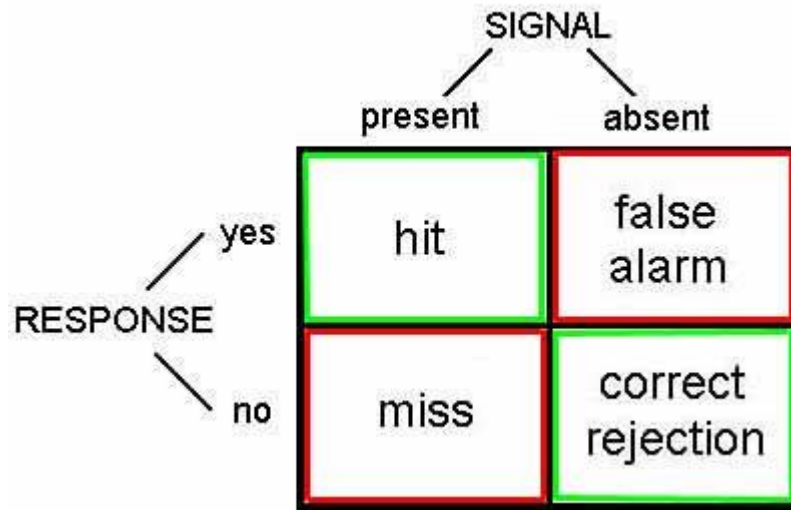 SIGNAL
present absent
yes hit false
alarm
RESPONSE
no miss correct
rejection